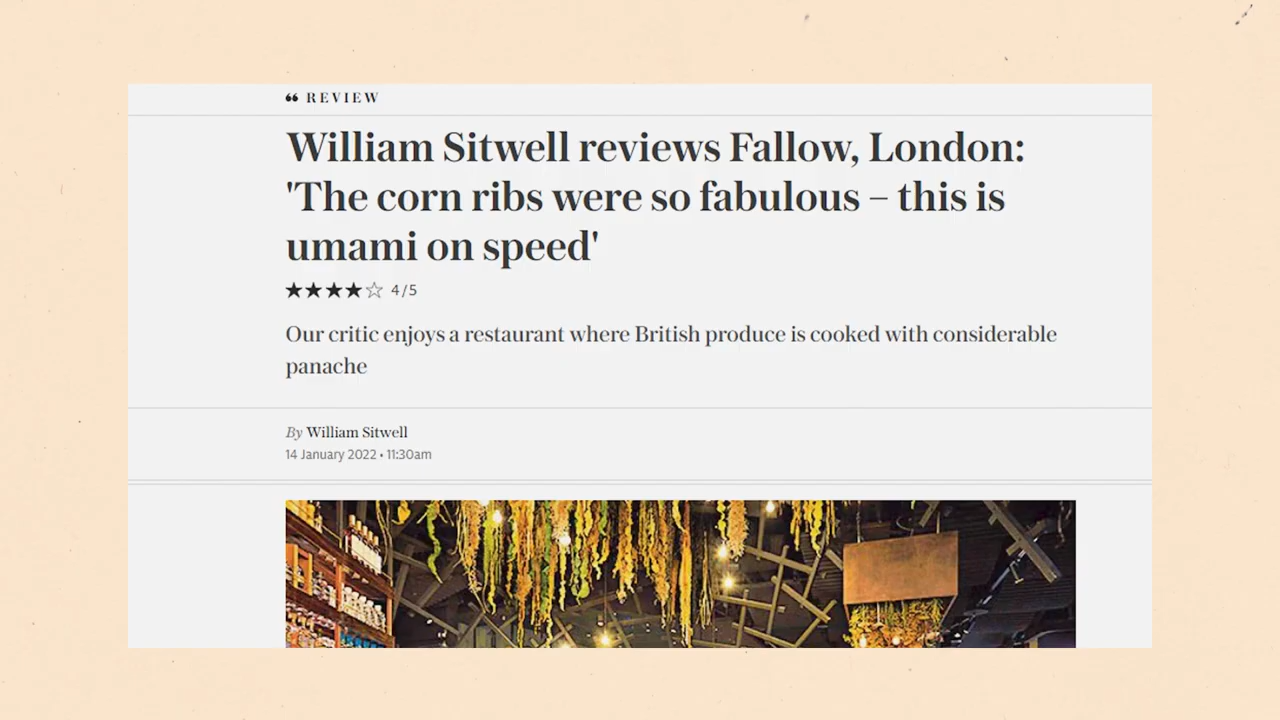 ❝ REVIEW
William Sitwell reviews Fallow, London:
'The corn ribs were so fabulous – this is
umami on speed'
★★★★☆ 4/5
Our critic enjoys a restaurant where British produce is cooked with considerable
panache
By William Sitwell
14 January 2022 • 11:30am